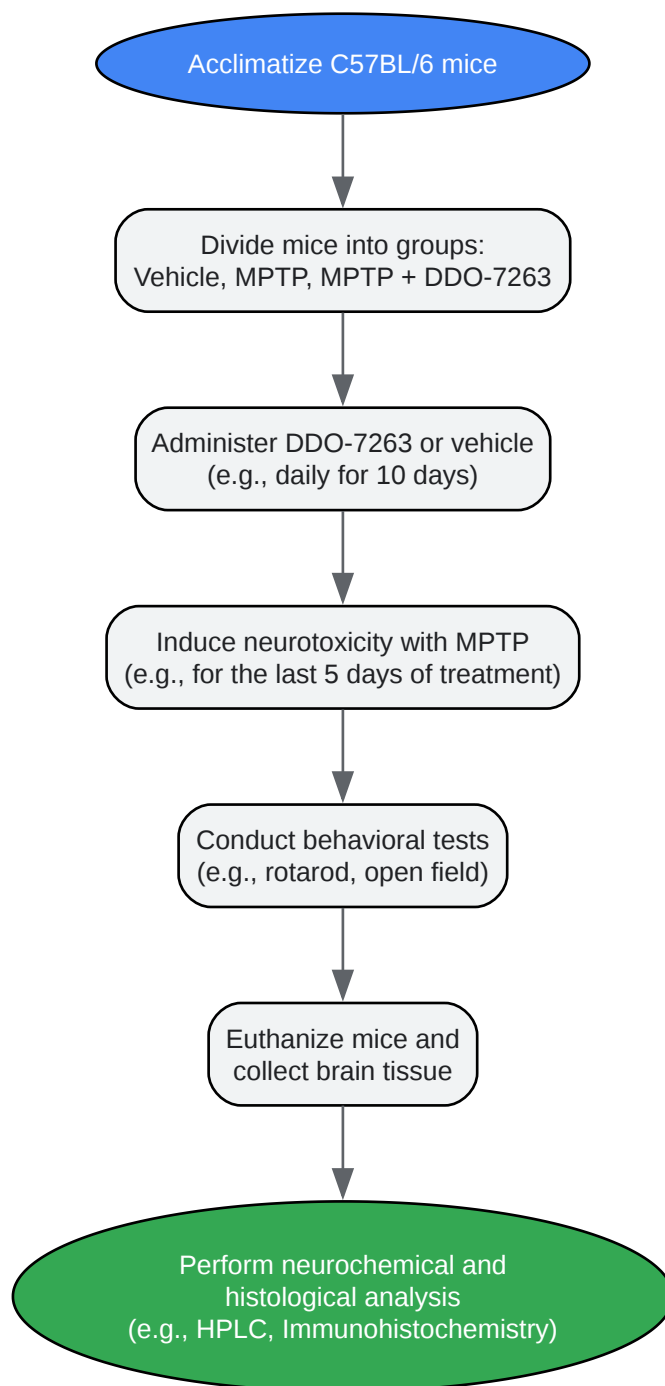 Acclimatize C57BL/6 mice
Divide mice into groups:
Vehicle, MPTP, MPTP + DDO-7263
Administer DDO-7263 or vehicle
(e.g., daily for 10 days)
Induce neurotoxicity with MPTP
(e.g., for the last 5 days of treatment)
Conduct behavioral tests
(e.g., rotarod, open field)
Euthanize mice and
collect brain tissue
Perform neurochemical and
histological analysis
(e.g., HPLC, Immunohistochemistry)